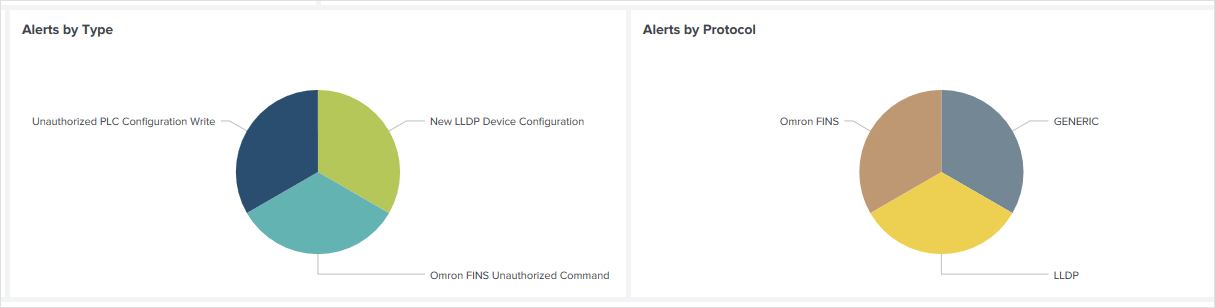 Alerts by Type
Unauthorized PLC Configuration Write
New LLDP Device Configuration
Omron FINS Unauthorized Command
Alerts by Protocol
Omron FINS
GENERIC
LLDP